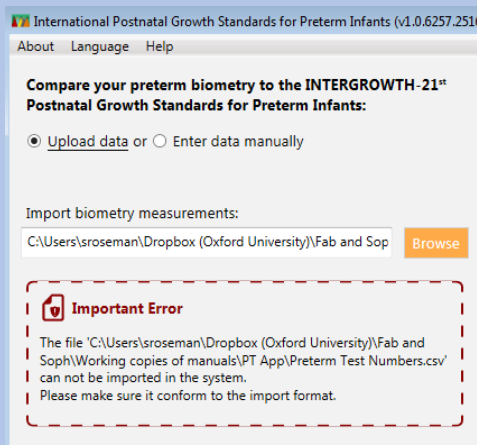 International Postnatal Growth Standards for Preterm Infants (v1.0.6257.2516
About Language Help
Compare your preterm biometry to the INTERGROWTH-21st
Postnatal Growth Standards for Preterm Infants:
Upload data or Enter data manually
Import biometry measurements:
C:\Users\sroseman\Dropbox (Oxford University)\Fab and Sop
Browse
Important Error
The file 'C:\Users\sroseman\Dropbox (Oxford University)\Fab and
Soph\Working copies of manuals\PT App\Preterm Test Numbers.csv'
can not be imported in the system.
Please make sure it conform to the import format.